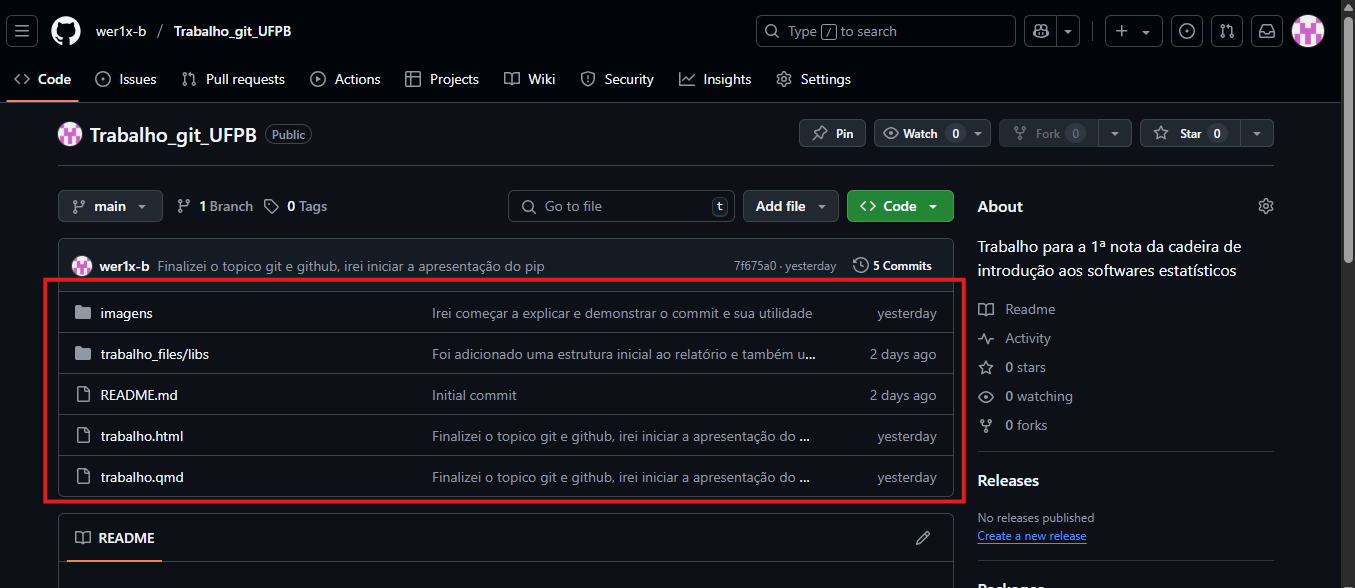 wer1x-b / Trabalho_git_UFPB
Type / to search
Code Issues Pull requests Actions Projects Wiki Security Insights Settings
Trabalho_git_UFPB Public
Pin Watch 0 Fork 0 Star 0
main 1 Branch 0 Tags
Go to file t Add file Code
wer1x-b Finalizei o topico git e github, irei iniciar a apresentação do pip 7f675a0 · yesterday 5 Commits
imagens Irei começar a explicar e demonstrar o commit e sua utilidade yesterday
trabalho_files/libs Foi adicionado uma estrutura inicial ao relatório e também u... 2 days ago
README.md Initial commit 2 days ago
trabalho.html Finalizei o topico git e github, irei iniciar a apresentação do ... yesterday
trabalho.qmd Finalizei o topico git e github, irei iniciar a apresentação do ... yesterday
README
About
Trabalho para a 1ª nota da cadeira de
introdução aos softwares estatísticos
Readme
Activity
0 stars
0 watching
0 forks
Releases
No releases published
Create a new release